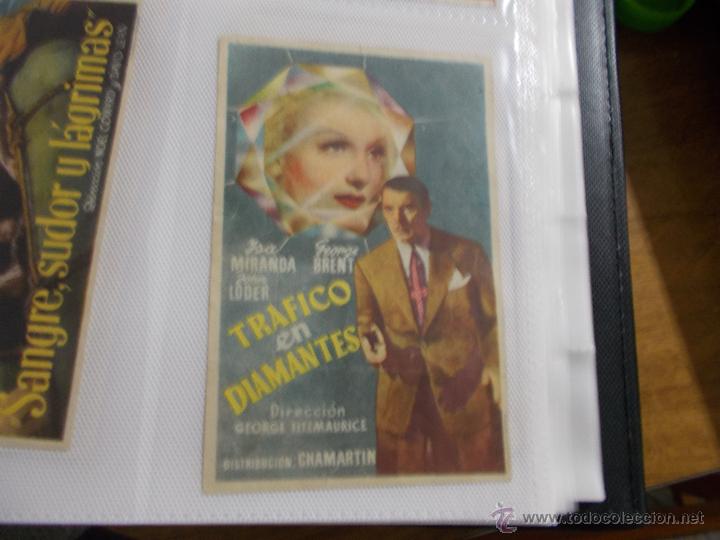 Sangre, sudor y lágrimas
Isa
MIRANDA
George
BRENT
John
LODER
TRAFICO
en
DIAMANTES
Dirección
GEORGE FITZMAURICE
DISTRIBUCION: CHAMARTIN
www.todocoleccion.net